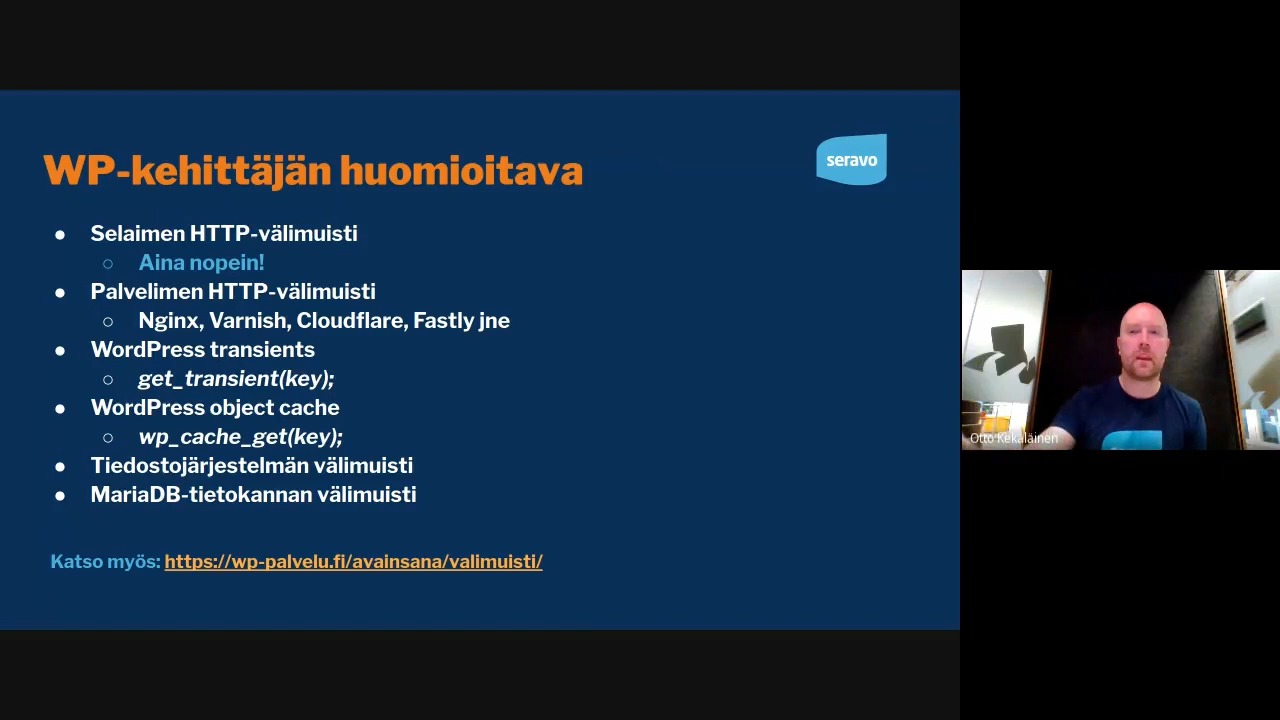 WP-kehittäjän huomioitava
seravo
● Selaimen HTTP-välimuisti
○ Aina nopein!
● Palvelimen HTTP-välimuisti
○ Nginx, Varnish, Cloudflare, Fastly jne
● WordPress transients
○ get_transient(key);
● WordPress object cache
○ wp_cache_get(key);
● Tiedostojärjestelmän välimuisti
● MariaDB-tietokannan välimuisti
Katso myös: https://wp-palvelu.fi/avainsana/valimuisti/
Otto Kekäläinen